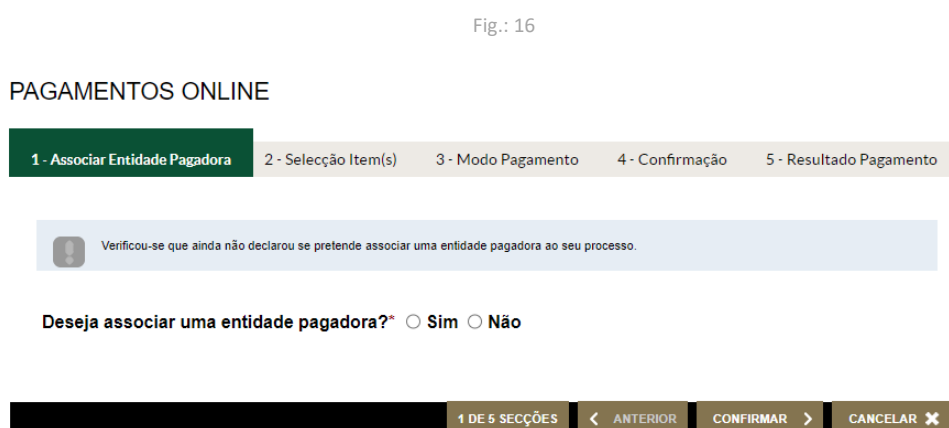 Fig.: 16
PAGAMENTOS ONLINE
1 - Associar Entidade Pagadora 2 - Selecção Item(s) 3 - Modo Pagamento 4 - Confirmação 5 - Resultado Pagamento
Verificou-se que ainda não declarou se pretende associar uma entidade pagadora ao seu processo.
Deseja associar uma entidade pagadora?* Sim Não
1 DE 5 SECÇÕES ANTERIOR CONFIRMAR CANCELAR